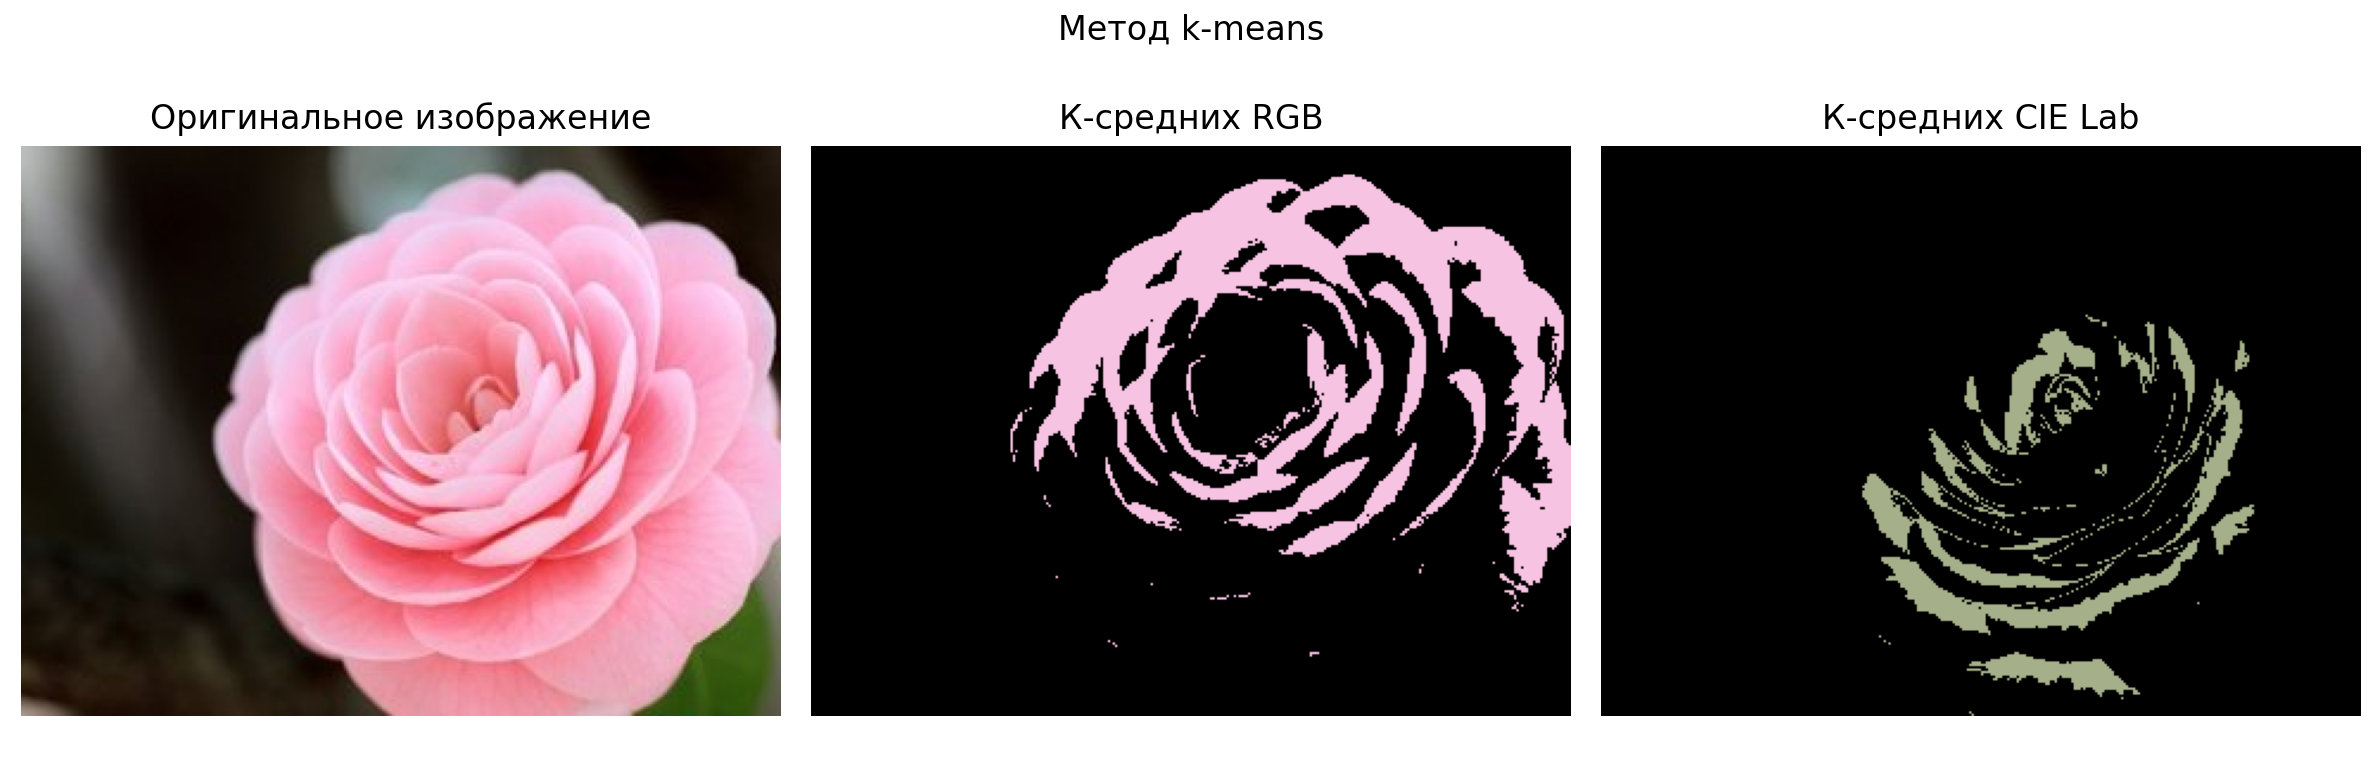 Метод k-means
Оригинальное изображение
К-средних RGB
К-средних CIE Lab